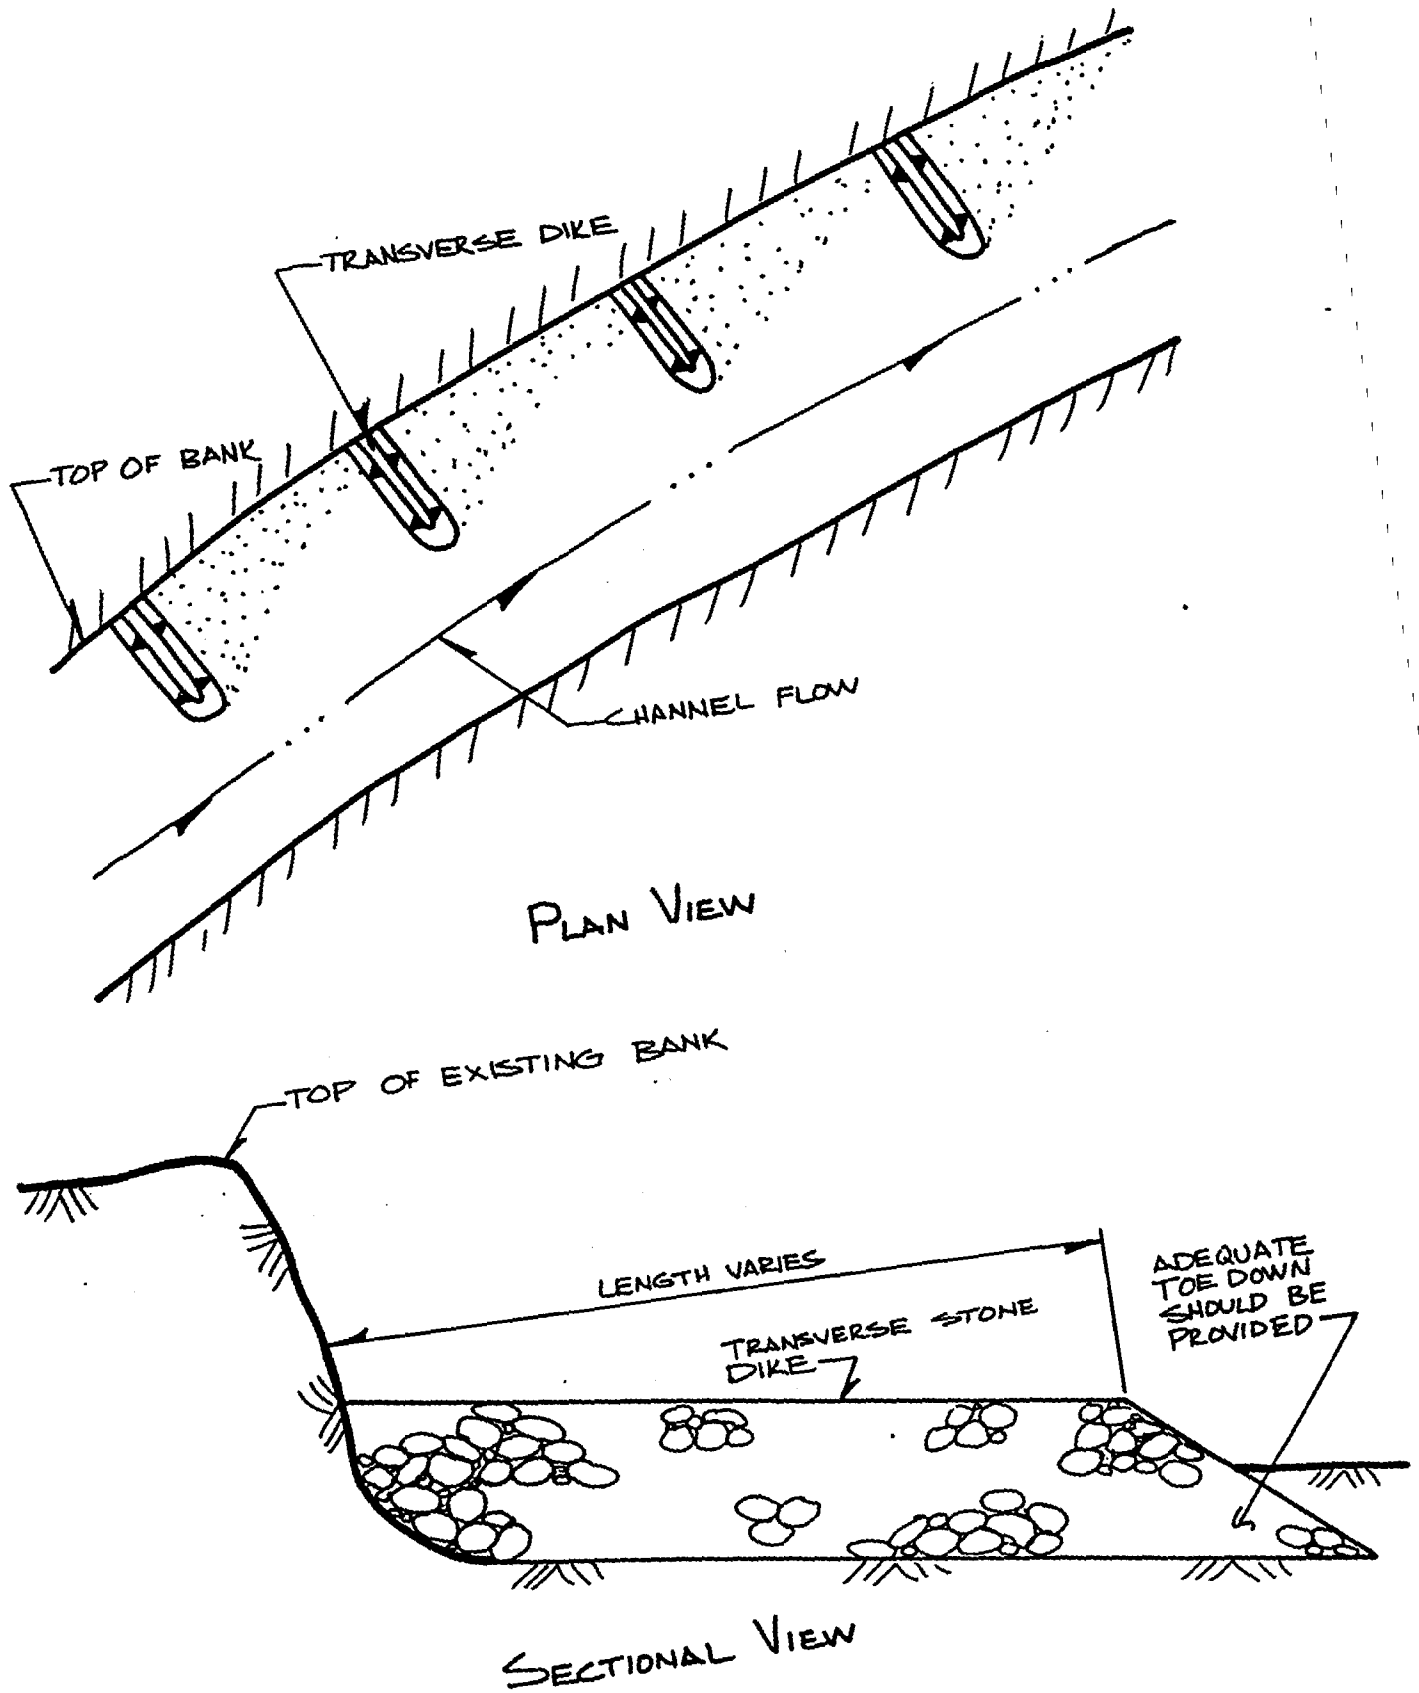 TRANSVERSE DIKE
TOP OF BANK
CHANNEL FLOW
PLAN VIEW
TOP OF EXISTING BANK
LENGTH VARIES
ADEQUATE
TOE DOWN
SHOULD BE
PROVIDED
TRANSVERSE STONE
DIKE
SECTIONAL VIEW